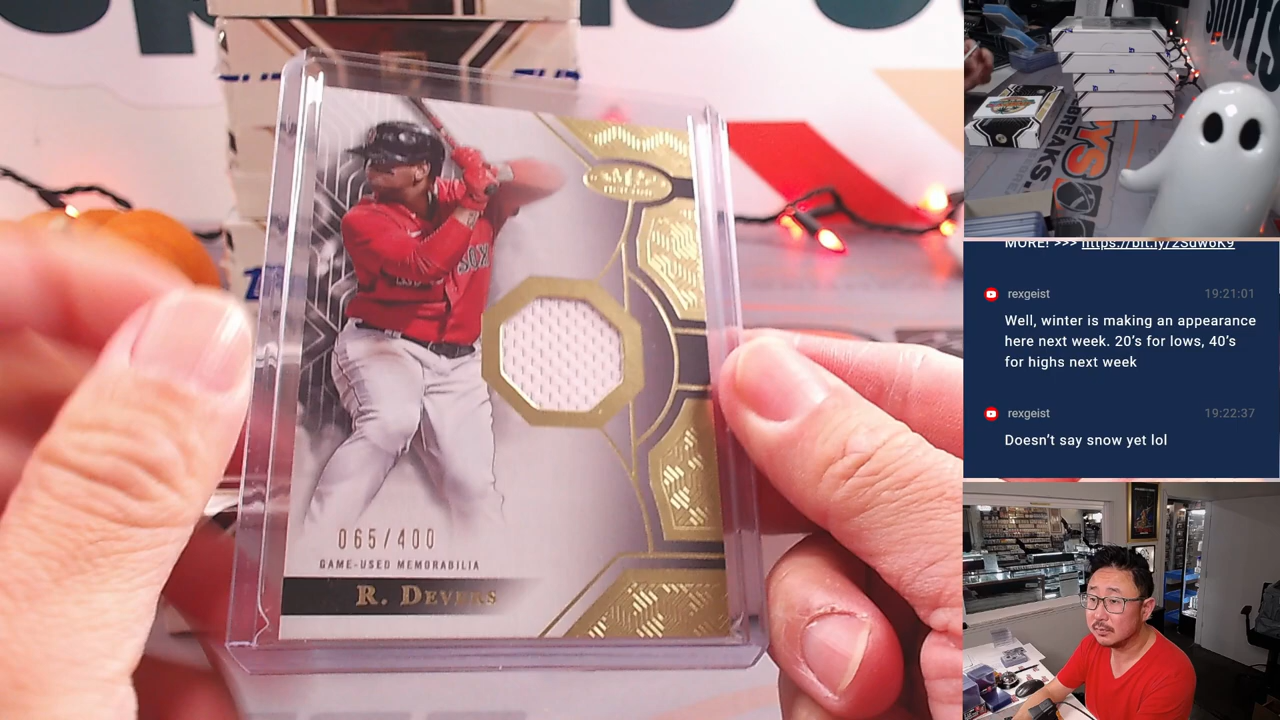 SOX
065/400
GAME-USED MEMORABILIA
R. DEVERS
BREAKS.
MORE! >>> https://bit.ly/2Sdw6K9
rexgeist
19:21:01
Well, winter is making an appearance
here next week. 20's for lows, 40's
for highs next week
rexgeist
19:22:37
Doesn't say snow yet lol